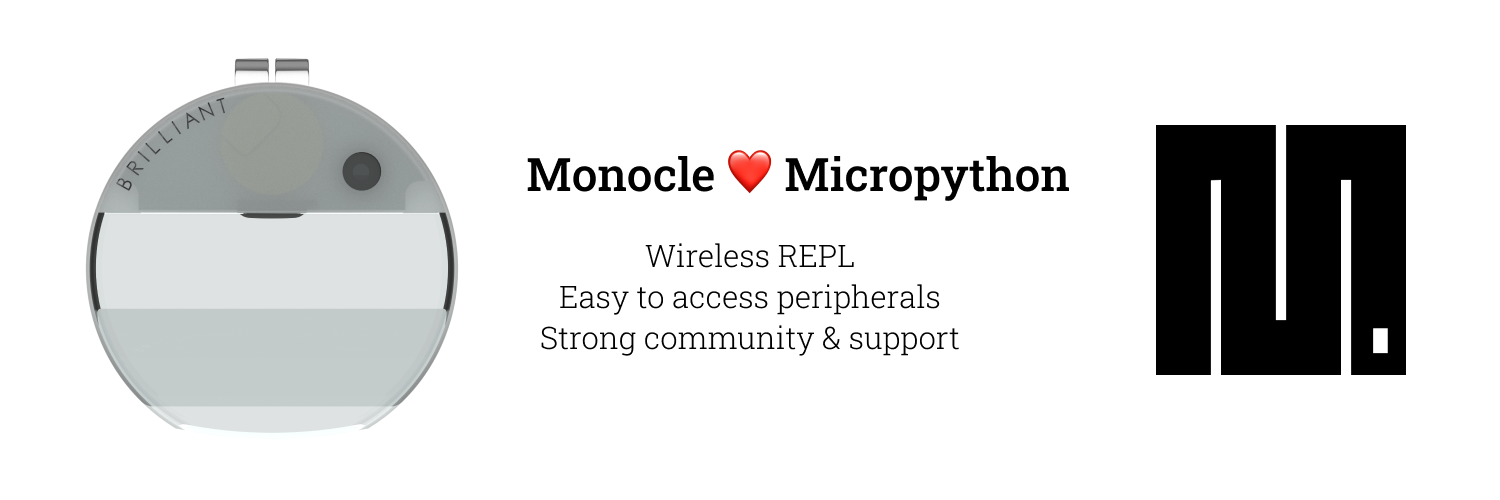 BRILLIANT
Monocle ❤️ Micropython
Wireless REPL
Easy to access peripherals
Strong community & support